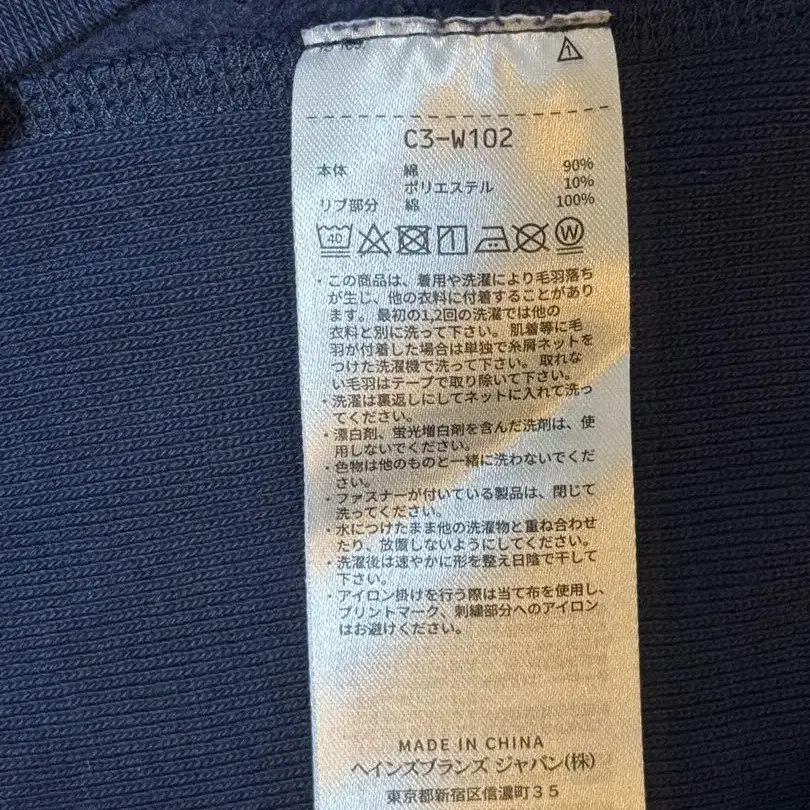 C3-W102
本体 綿 90%
ポリエステル 10%
リブ部分 綿 100%
40 W
・この商品は、着用や洗濯により毛羽落ち
が生じ、他の衣料に付着することがあり
ます。最初の1,2回の洗濯では他の
衣料と別に洗って下さい。肌着等に毛
羽が付着した場合は単独で糸屑ネットを
つけた洗濯機で洗って下さい。取れな
い毛羽はテープで取り除いて下さい。
・洗濯は裏返しにしてネットに入れて洗っ
てください。
・漂白剤、蛍光増白剤を含んだ洗剤は、使
用しないでください。
・色物は他のものと一緒に洗わないでくだ
さい。
・ファスナーが付いている製品は、閉じて
洗ってください。
・水につけたまま他の洗濯物と重ね合わせ
たり、放置しないようにしてください。
・洗濯後は速やかに形を整え日陰で干して
下さい。
・アイロン掛けを行う際は当て布を使用し、
プリントマーク、刺繍部分へのアイロン
はお避けください。
MADE IN CHINA
ヘインズブランズ ジャパン(株)
東京都新宿区信濃町35